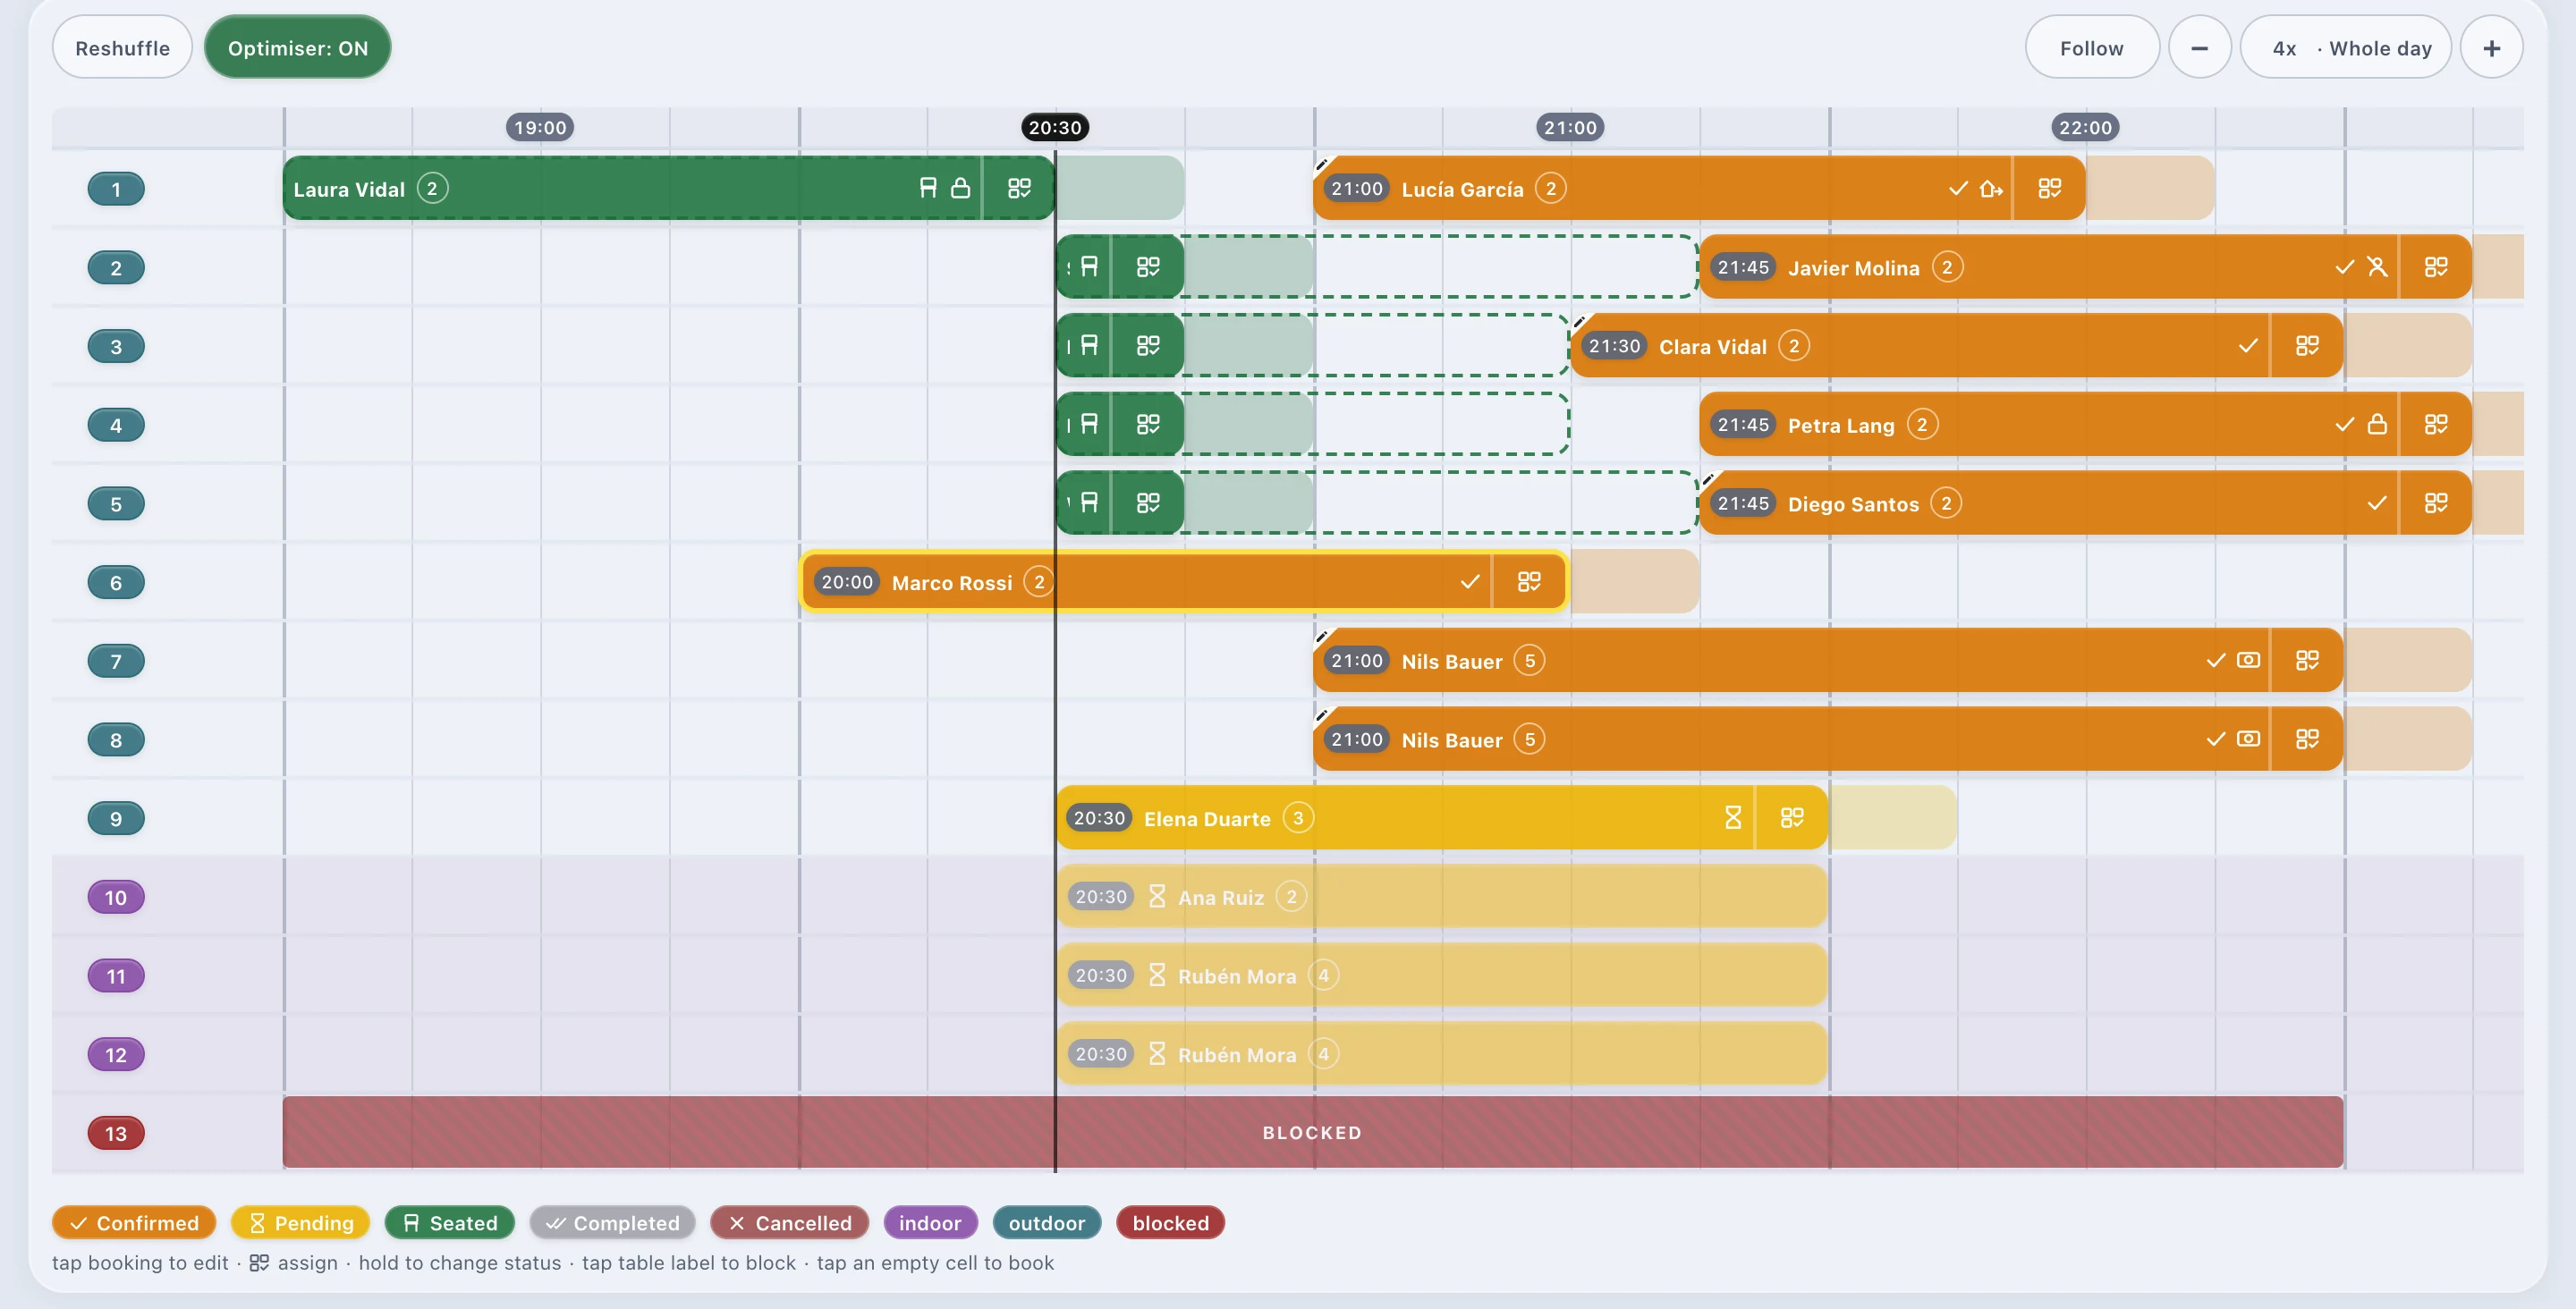 Reshuffle Optimiser: ON Follow − 4x · Whole day +
19:00 20:30 21:00 22:00
1 Laura Vidal 2 21:00 Lucía García 2
2 21:45 Javier Molina 2
3 21:30 Clara Vidal 2
4 21:45 Petra Lang 2
5 21:45 Diego Santos 2
6 20:00 Marco Rossi 2
7 21:00 Nils Bauer 5
8 21:00 Nils Bauer 5
9 20:30 Elena Duarte 3
10 20:30 Ana Ruiz 2
11 20:30 Rubén Mora 4
12 20:30 Rubén Mora 4
13 BLOCKED
Confirmed Pending Seated Completed Cancelled indoor outdoor blocked
tap booking to edit · assign · hold to change status · tap table label to block · tap an empty cell to book